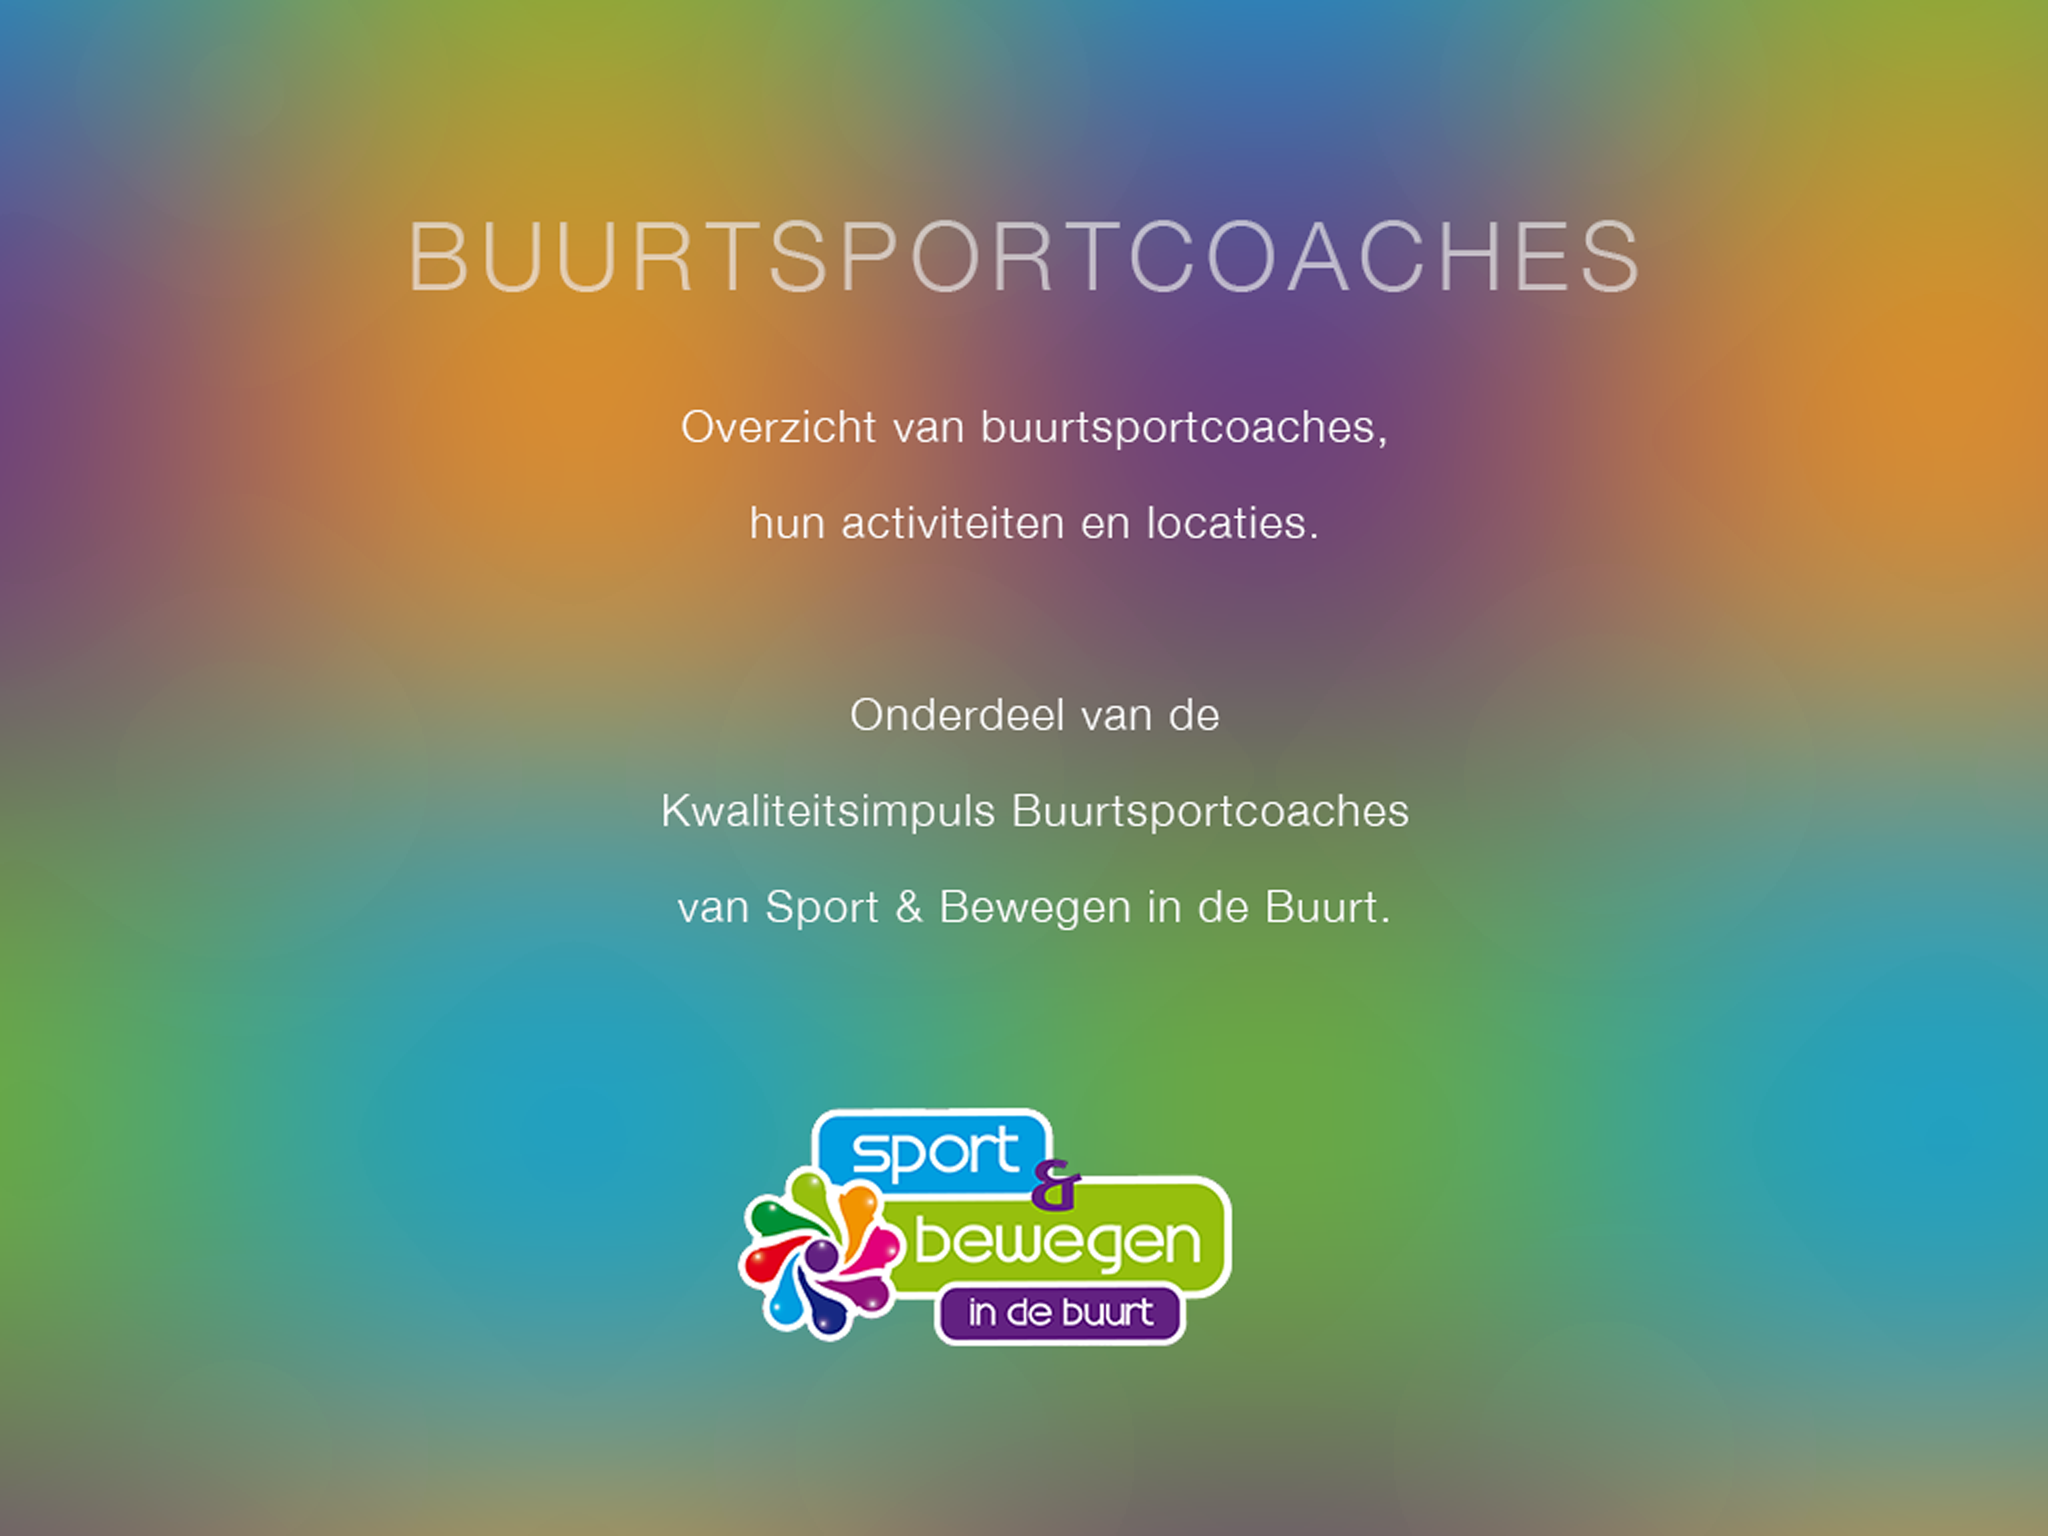 BUURTSPORTCOACHES
Overzicht van buurtsportcoaches,
hun activiteiten en locaties.
Onderdeel van de
Kwaliteitsimpuls Buurtsportcoaches
van Sport & Bewegen in de Buurt.
sport
&
bewegen
in de buurt